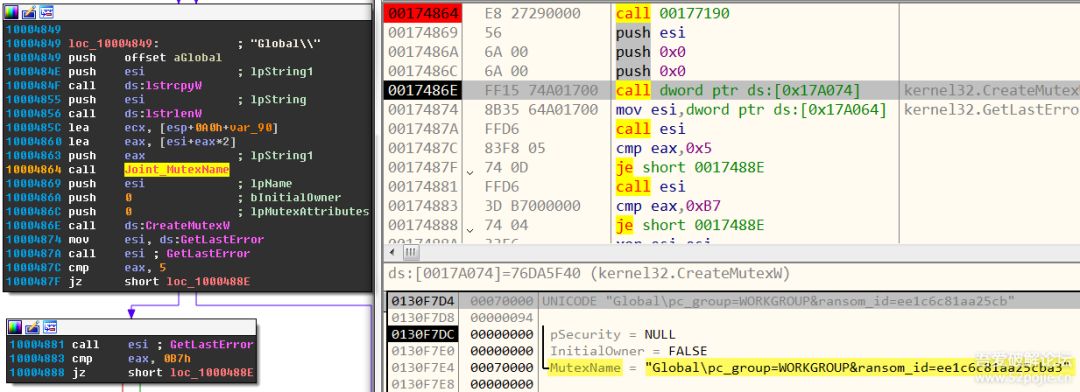 10004849
10004849 loc_10004849: ; "Global\\"
10004849 push offset aGlobal
1000484E push esi ; lpString1
1000484F call ds:lstrcpyW
10004855 push esi ; lpString
10004856 call ds:lstrlenW
1000485C lea ecx, [esp+0A0h+var_90]
10004860 lea eax, [esi+eax*2]
10004863 push eax ; lpString1
10004864 call Joint_MutexName
10004869 push esi ; lpName
1000486A push 0 ; bInitialOwner
1000486C push 0 ; lpMutexAttributes
1000486E call ds:CreateMutexW
10004874 mov esi, ds:GetLastError
1000487A call esi ; GetLastError
1000487C cmp eax, 5
1000487F jz short loc_1000488E
10004881 call esi ; GetLastError
10004883 cmp eax, 0B7h
10004888 jz short loc_1000488E
00174864 E8 27290000 call 00177190
00174869 56 push esi
0017486A 6A 00 push 0x0
0017486C 6A 00 push 0x0
0017486E FF15 74A01700 call dword ptr ds:[0x17A074] kernel32.CreateMutex
00174874 8B35 64A01700 mov esi,dword ptr ds:[0x17A064] kernel32.GetLastErro
0017487A FFD6 call esi
0017487C 83F8 05 cmp eax,0x5
0017487F 74 0D je short 0017488E
00174881 FFD6 call esi
00174883 3D B7000000 cmp eax,0xB7
00174888 74 04 je short 0017488E
ds:[0017A074]=76DA5F40 (kernel32.CreateMutexW)
0130F7D4 00070000 UNICODE "Global\pc_group=WORKGROUP&ransom_id=ee1c6c81aa25cb"
0130F7D8 00000094
0130F7DC 00000000 pSecurity = NULL
0130F7E0 00000000 InitialOwner = FALSE
0130F7E4 00070000 MutexName = "Global\pc_group=WORKGROUP&ransom_id=ee1c6c81aa25cba3"
0130F7E8 00000000
吾爱破解论坛
www.52pojie.cn